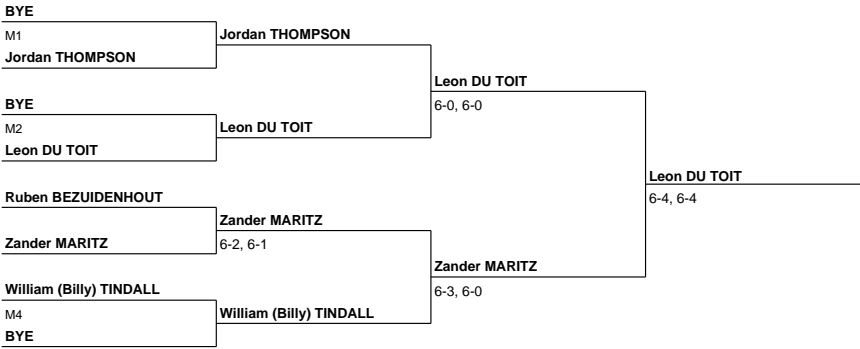 BYE
M1
Jordan THOMPSON
BYE
M2
Leon DU TOIT
Ruben BEZUIDENHOUT
Zander MARITZ
William (Billy) TINDALL
M4
BYE
Jordan THOMPSON
Leon DU TOIT
Zander MARITZ
6-2, 6-1
William (Billy) TINDALL
Leon DU TOIT
6-0, 6-0
Zander MARITZ
6-3, 6-0
Leon DU TOIT
6-4, 6-4